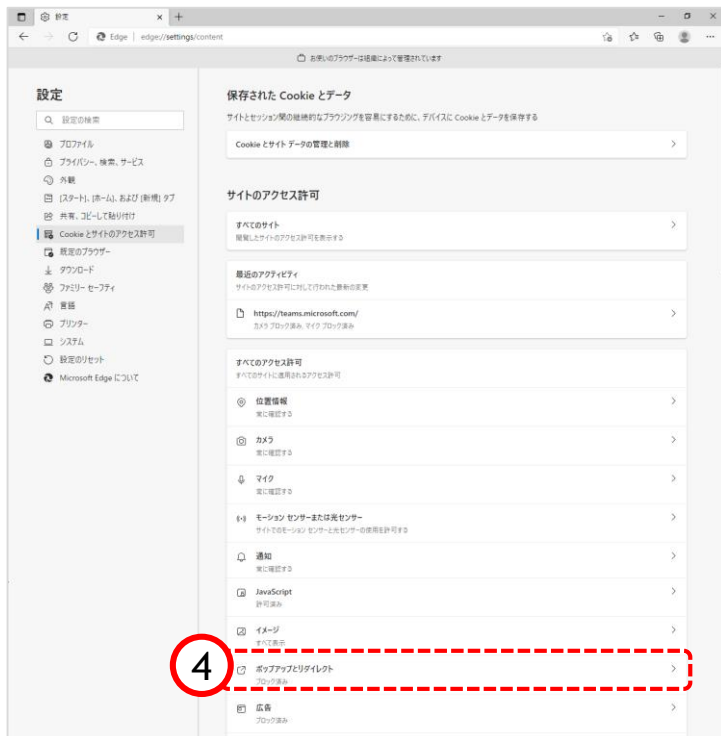 設定
Edge | edge://settings/content
お使いのブラウザーは組織によって管理されています
設定
設定の検索
プロファイル
プライバシー、検索、サービス
外観
[スタート]、[ホーム]、および [新規] タブ
共有、コピーして貼り付け
Cookie とサイトのアクセス許可
既定のブラウザー
ダウンロード
ファミリー セーフティ
言語
プリンター
システム
設定のリセット
Microsoft Edge について
保存された Cookie とデータ
サイトとセッション間の継続的なブラウジングを容易にするために、デバイスに Cookie とデータを保存する
Cookie とサイト データの管理と削除
サイトのアクセス許可
すべてのサイト
閲覧したサイトのアクセス許可を表示する
最近のアクティビティ
サイトのアクセス許可に対して行われた最新の変更
https://teams.microsoft.com/
カメラ ブロック済み, マイク ブロック済み
すべてのアクセス許可
すべてのサイトに適用されるアクセス許可
位置情報
常に確認する
カメラ
常に確認する
マイク
常に確認する
モーション センサーまたは光センサー
サイトでのモーション センサーと光センサーの使用を許可する
通知
常に確認する
JavaScript
許可済み
イメージ
すべて表示
4
ポップアップとリダイレクト
ブロック済み
広告
ブロック済み